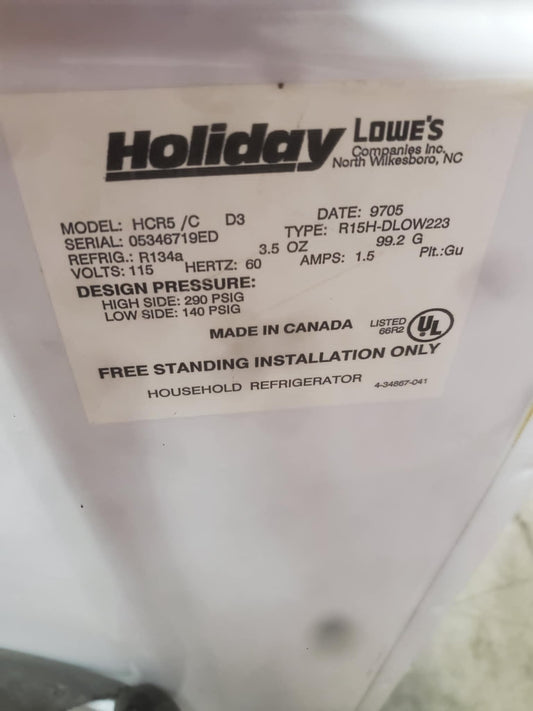 Holiday LOWE'S
Companies Inc.
North Wilkesboro, NC
MODEL: HCR5 /C D3 DATE: 9705
SERIAL: 05346719ED TYPE: R15H-DLOW223
REFRIG.: R134a 3.5 OZ 99.2 G
VOLTS: 115 HERTZ: 60 AMPS: 1.5 Plt.:Gu
DESIGN PRESSURE:
HIGH SIDE: 290 PSIG
LOW SIDE: 140 PSIG
MADE IN CANADA LISTED 66R2 UL
FREE STANDING INSTALLATION ONLY
HOUSEHOLD REFRIGERATOR 4-34867-041